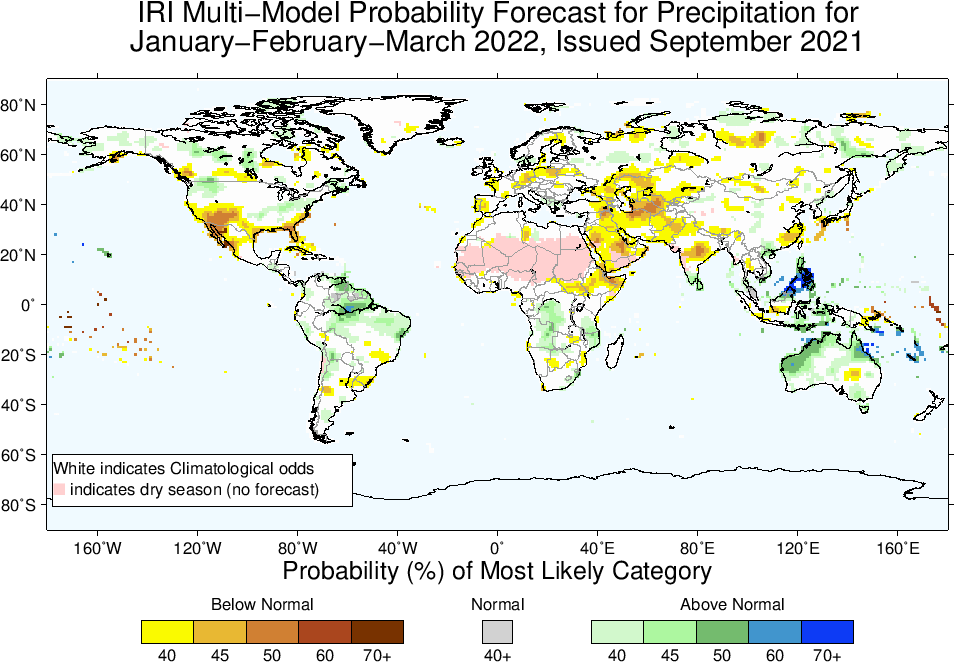 IRI Multi−Model Probability Forecast for Precipitation for
January−February−March 2022, Issued September 2021
80˚N
60˚N
40˚N
20˚N
0˚
20˚S
40˚S
60˚S
80˚S
White indicates Climatological odds
indicates dry season (no forecast)
160˚W 120˚W 80˚W 40˚W 0˚ 40˚E 80˚E 120˚E 160˚E
Probability (%) of Most Likely Category
Below Normal Normal Above Normal
40 45 50 60 70+ 40+ 40 45 50 60 70+